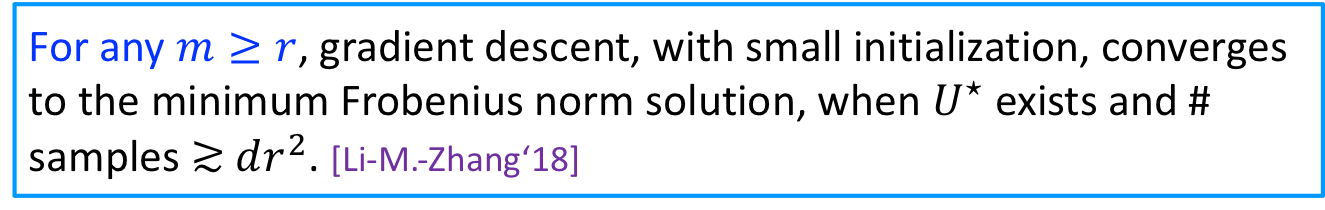 For any m ≥ r, gradient descent, with small initialization, converges
to the minimum Frobenius norm solution, when U⋆ exists and #
samples ≳ dr². [Li-M.-Zhang‘18]